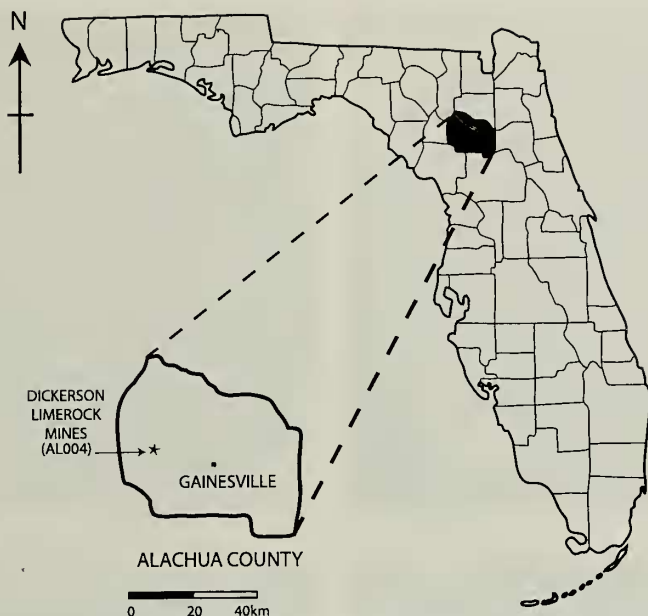 N
DICKERSON
LIMEROCK
MINES
(AL004)
GAINESVILLE
ALACHUA COUNTY
0 20 40km